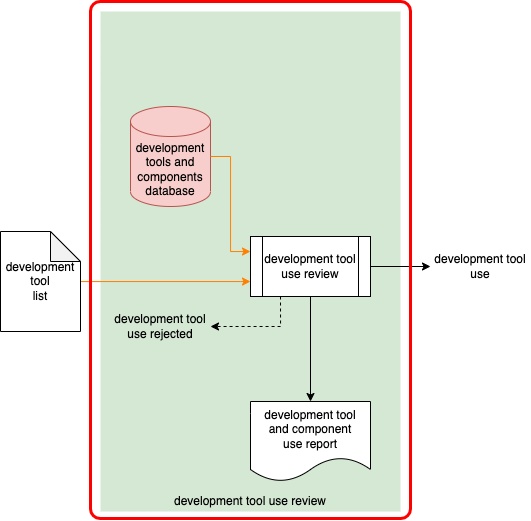 development
tools and
components
database
development tool
use review
development tool
use
development
tool
list
development tool
use rejected
development tool
and component
use report
development tool use review